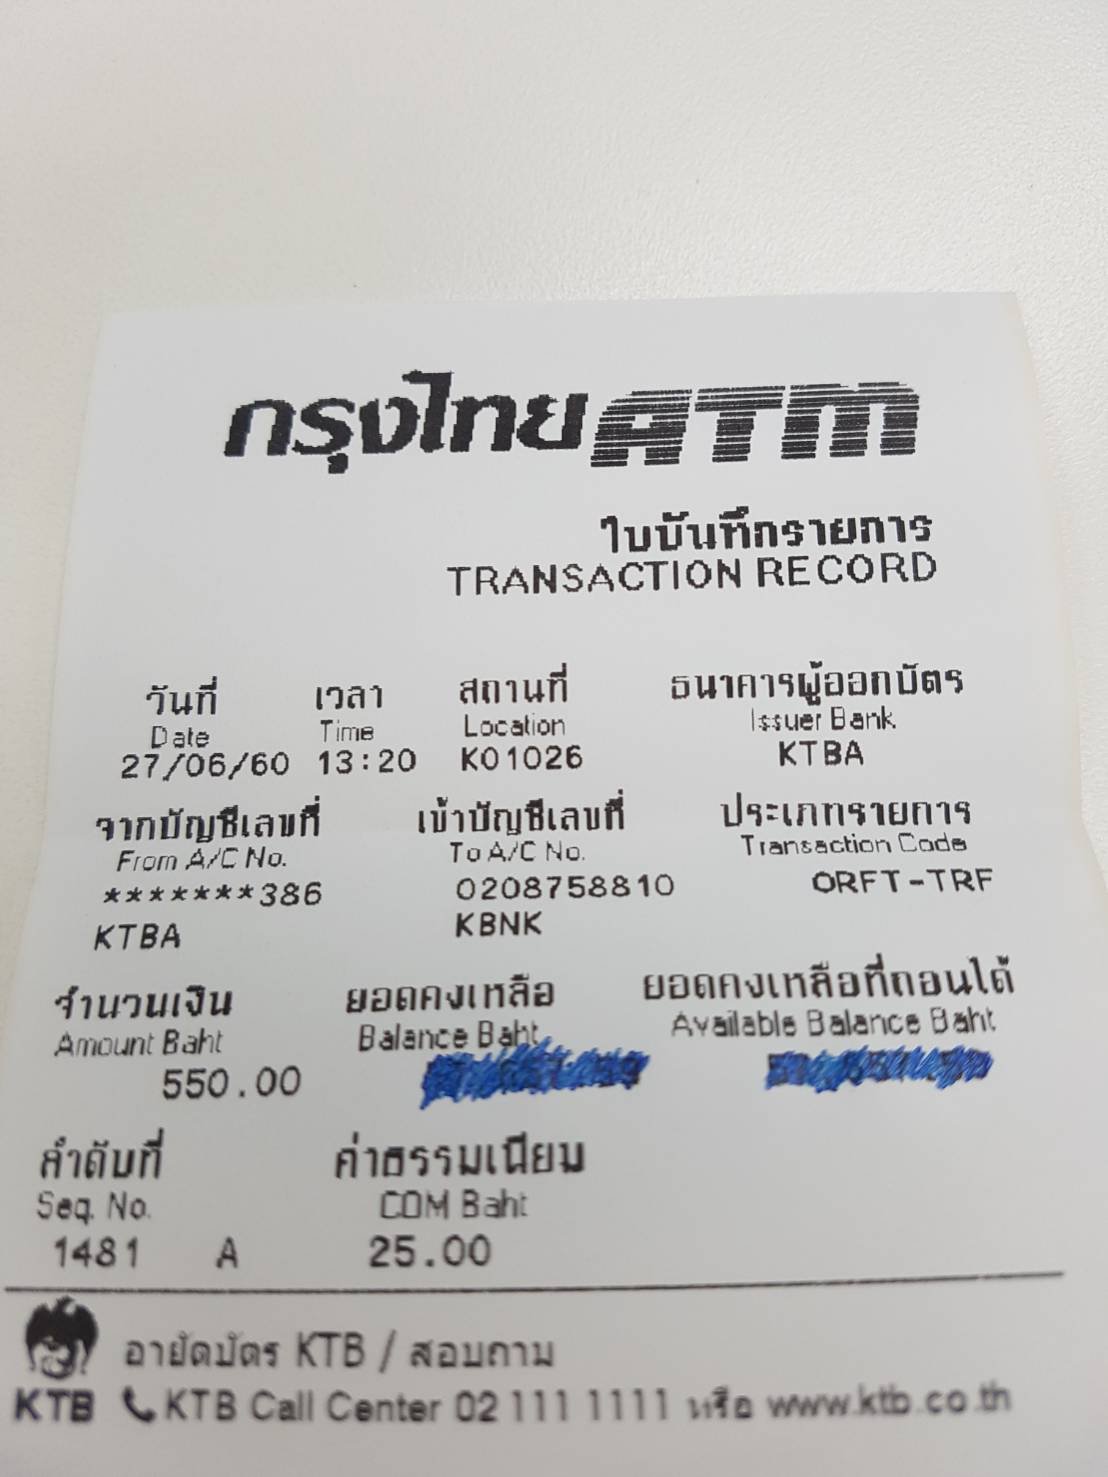 กรุงไทย ATM
ใบบันทึกรายการ
TRANSACTION RECORD
วันที่ เวลา สถานที่ ธนาคารผู้ออกบัตร
Date Time Location Issuer Bank
27/06/60 13:20 K01026 KTBA
จากบัญชีเลขที่ เข้าบัญชีเลขที่ ประเภทรายการ
From A/C No. To A/C No. Transaction Code
*******386 0208758810 ORFT-TRF
KTBA KBNK
จำนวนเงิน ยอดคงเหลือ ยอดคงเหลือที่ถอนได้
Amount Baht Balance Baht Available Balance Baht
550.00
ลำดับที่ ค่าธรรมเนียม
Seq. No. COM Baht
1481 A 25.00
อายัดบัตร KTB / สอบถาม
KTB KTB Call Center 02 111 1111 หรือ www.ktb.co.th